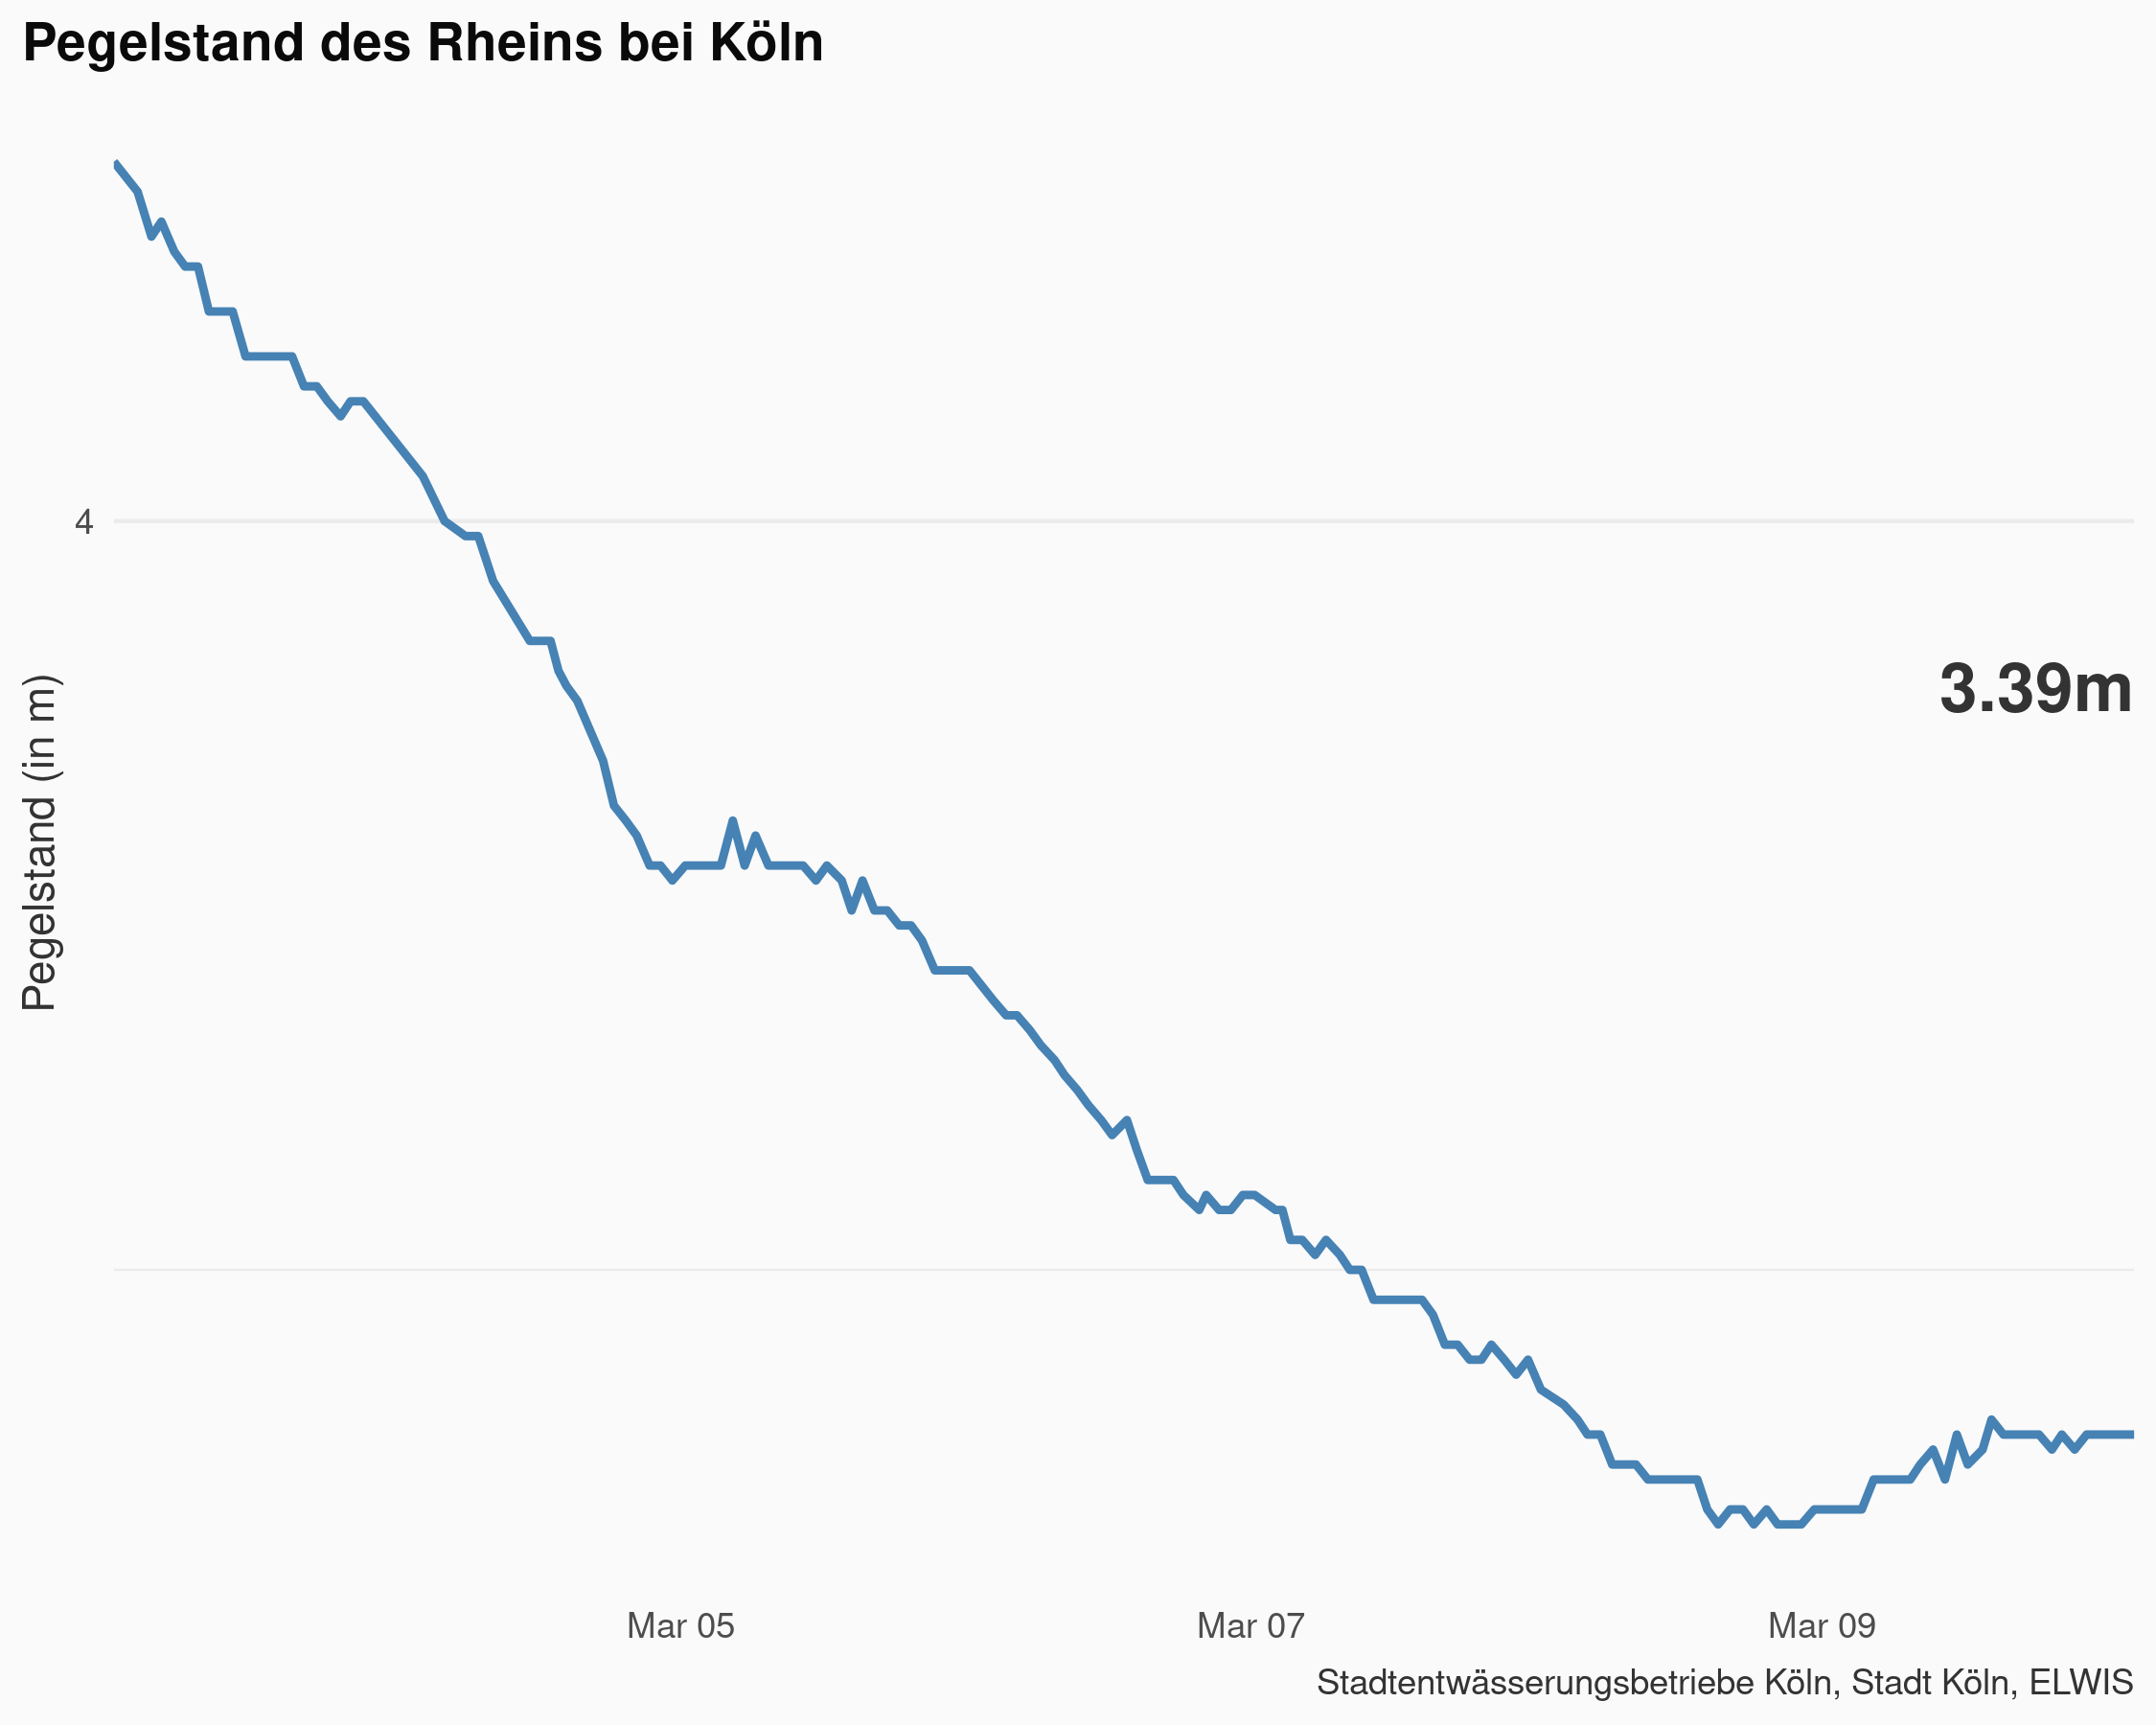 Pegelstand des Rheins bei Köln
4
Pegelstand (in m)
3.39m
Mar 05
Mar 07
Mar 09
Stadtentwässerungsbetriebe Köln, Stadt Köln, ELWIS